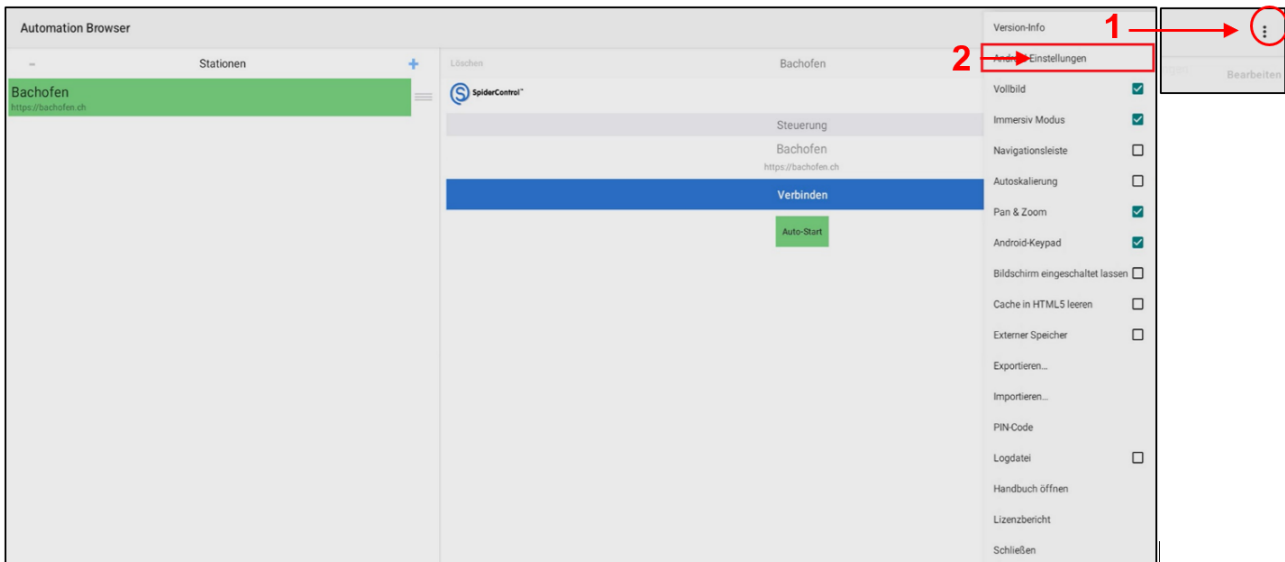 Automation Browser
- Stationen +
Bachofen
https://bachofen.ch
Löschen Bachofen
SpiderControl™
Steuerung
Bachofen
https://bachofen.ch
Verbinden
Auto-Start
Version-Info
Android-Einstellungen
Vollbild
Immersiv Modus
Navigationsleiste
Autoskalierung
Pan & Zoom
Android-Keypad
Bildschirm eingeschaltet lassen
Cache in HTML5 leeren
Externer Speicher
Exportieren...
Importieren...
PIN-Code
Logdatei
Handbuch öffnen
Lizenzbericht
Schließen
1
2
Bearbeiten